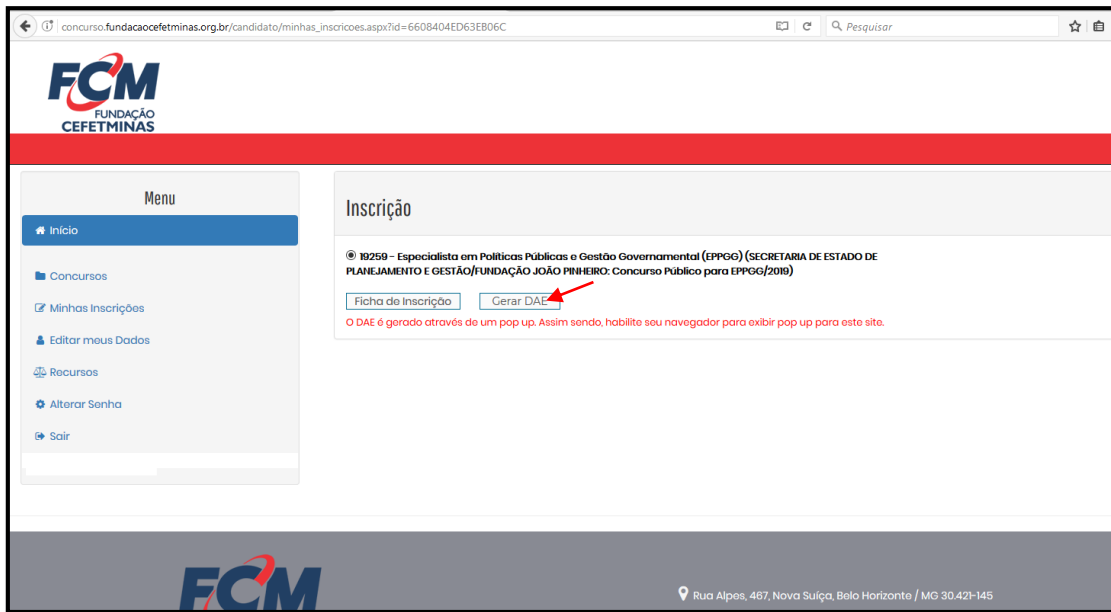 concurso.fundacaocefetminas.org.br/candidato/minhas_inscricoes.aspx?id=6608404ED63EB06C
Pesquisar
FCM
FUNDAÇÃO
CEFETMINAS
Menu
Início
Concursos
Minhas Inscrições
Editar meus Dados
Recursos
Alterar Senha
Sair
Inscrição
19259 - Especialista em Políticas Públicas e Gestão Governamental (EPPGG) (SECRETARIA DE ESTADO DE
PLANEJAMENTO E GESTÃO/FUNDAÇÃO JOÃO PINHEIRO: Concurso Público para EPPGG/2019)
Ficha de Inscrição Gerar DAE
O DAE é gerado através de um pop up. Assim sendo, habilite seu navegador para exibir pop up para este site.
FCM
Rua Alpes, 467, Nova Suíça, Belo Horizonte / MG 30.421-145